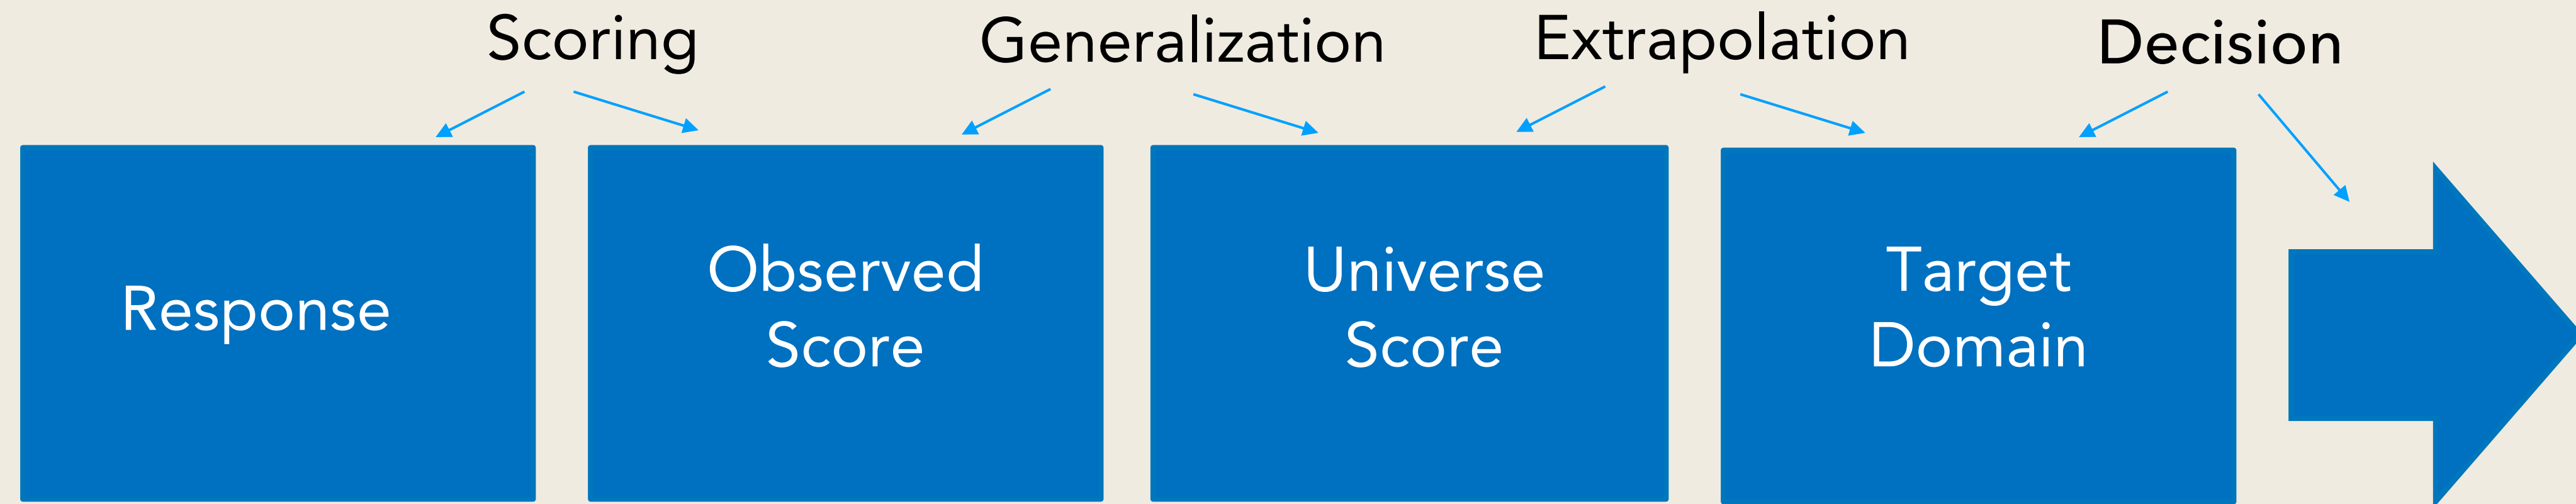 Scoring Generalization Extrapolation Decision
Response
Observed
Score
Universe
Score
Target
Domain